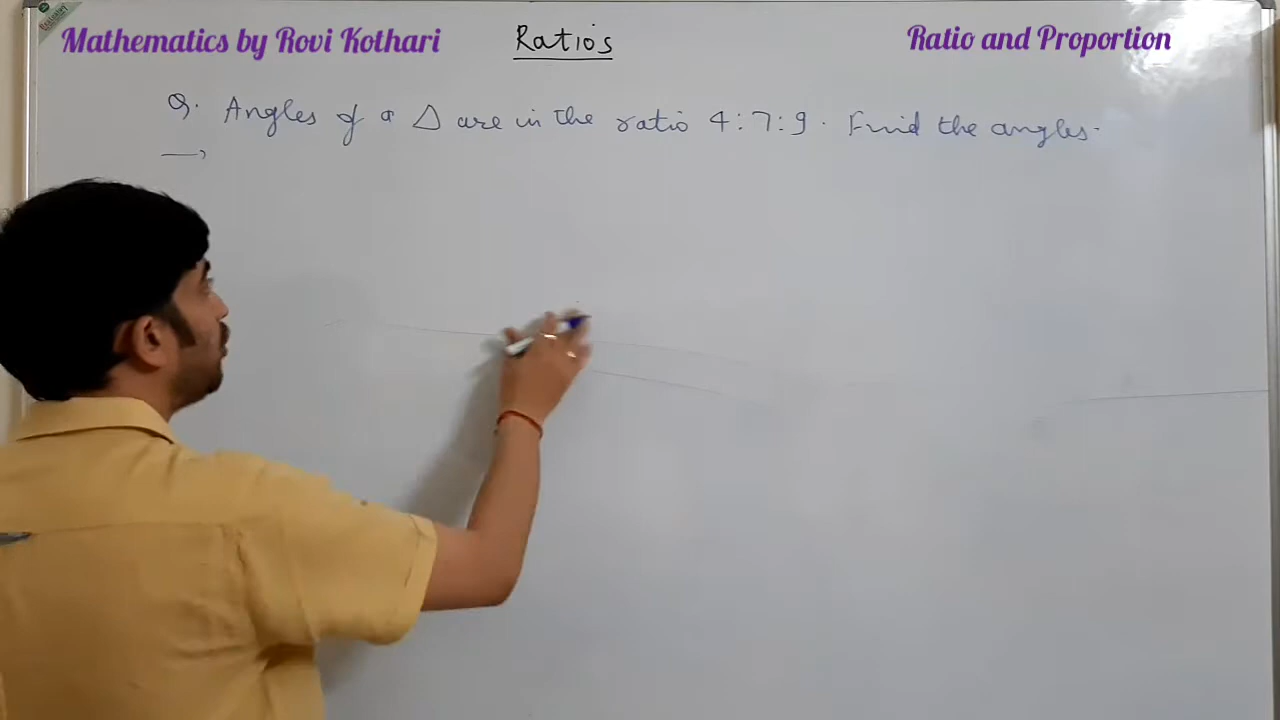 Mathematics by Rovi Kothari
Ratios
Ratio and Proportion
Q. Angles of a Δ are in the ratio 4:7:9. Find the angles.
→